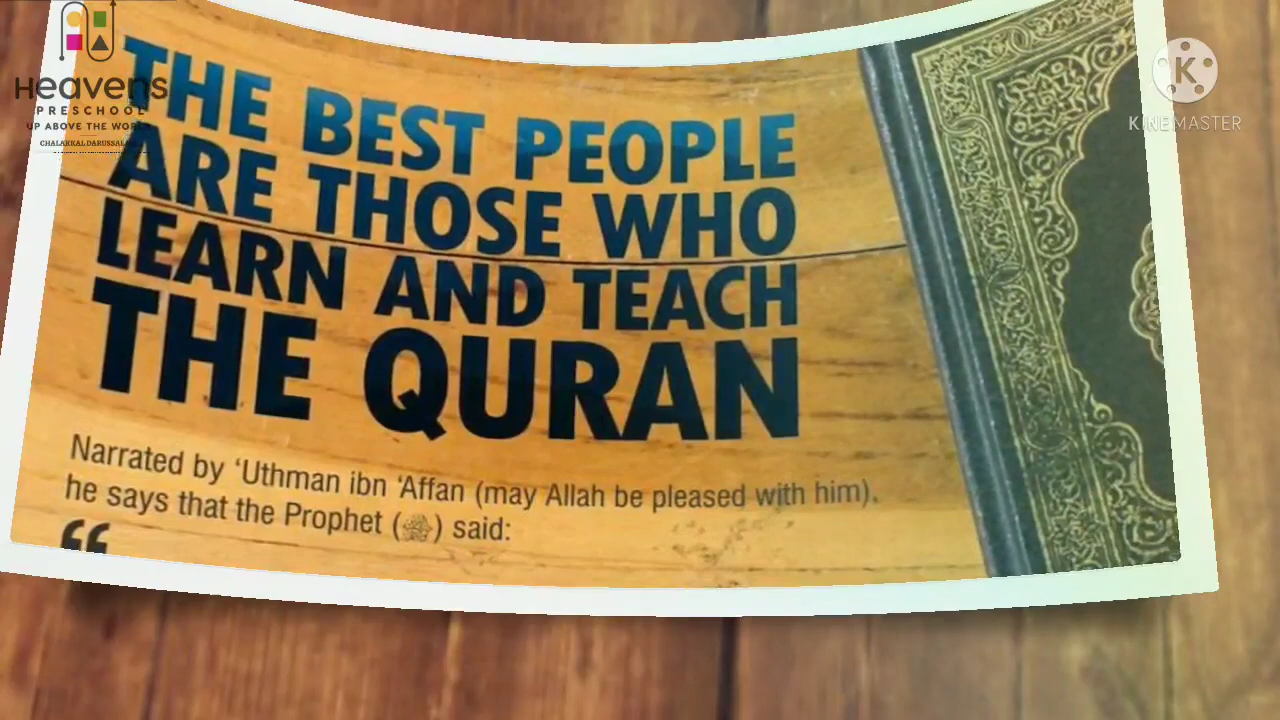 Heavens
PRESCHOOL
UP ABOVE THE WORLD
CHALAKKAL DARUSSALAM
THE BEST PEOPLE
ARE THOSE WHO
LEARN AND TEACH
THE QURAN
Narrated by ‘Uthman ibn ‘Affan (may Allah be pleased with him).
he says that the Prophet (ﷺ) said:
“
K
KINEMASTER